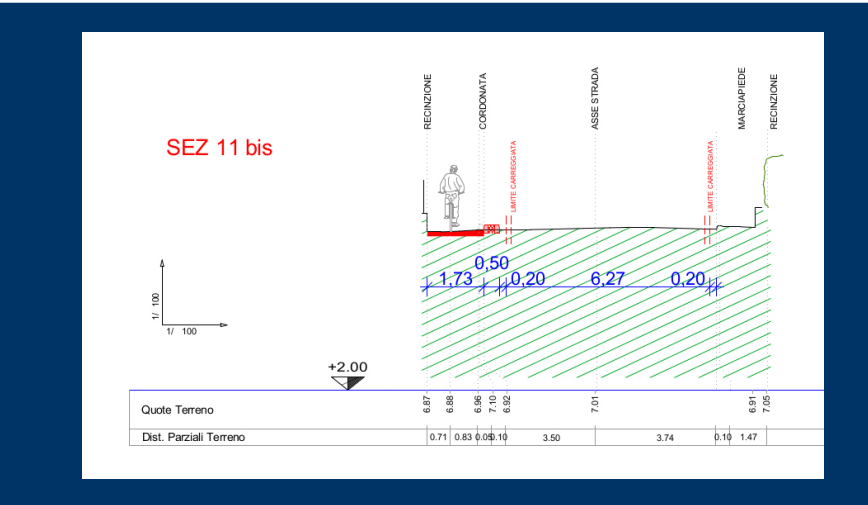 RECINZIONE
CORDONATA
ASSE STRADA
MARCIAPIEDE
RECINZIONE
SEZ 11 bis
LIMITE CARREGGIATA
LIMITE CARREGGIATA
0,50
1,73
0,20
6,27
0,20
1/ 100
1/ 100
+2.00
Quote Terreno
6.87
6.88
6.96
7.10
6.92
7.01
6.91
7.05
Dist. Parziali Terreno
0.71
0.83
0.05
0.10
3.50
3.74
0.10
1.47